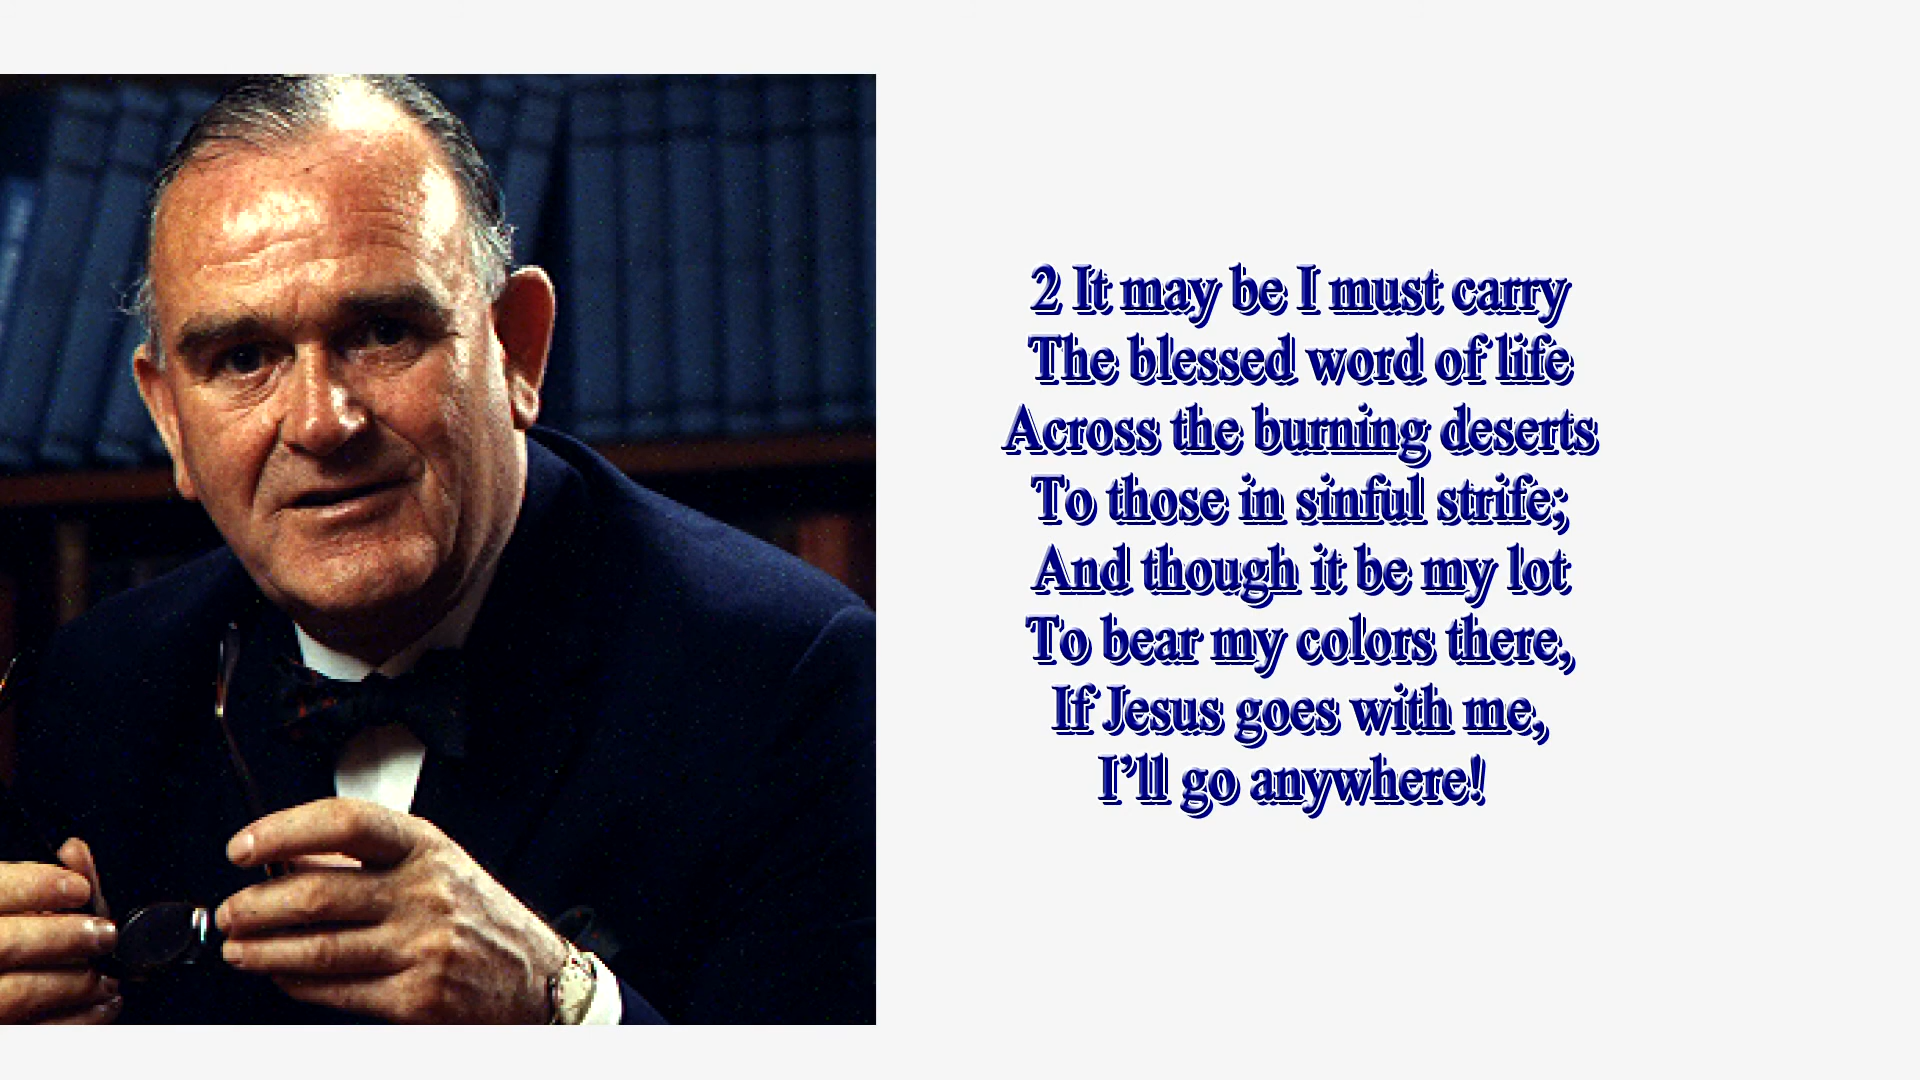 2 It may be I must carry
The blessed word of life
Across the burning deserts
To those in sinful strife;
And though it be my lot
To bear my colors there,
If Jesus goes with me,
I’ll go anywhere!